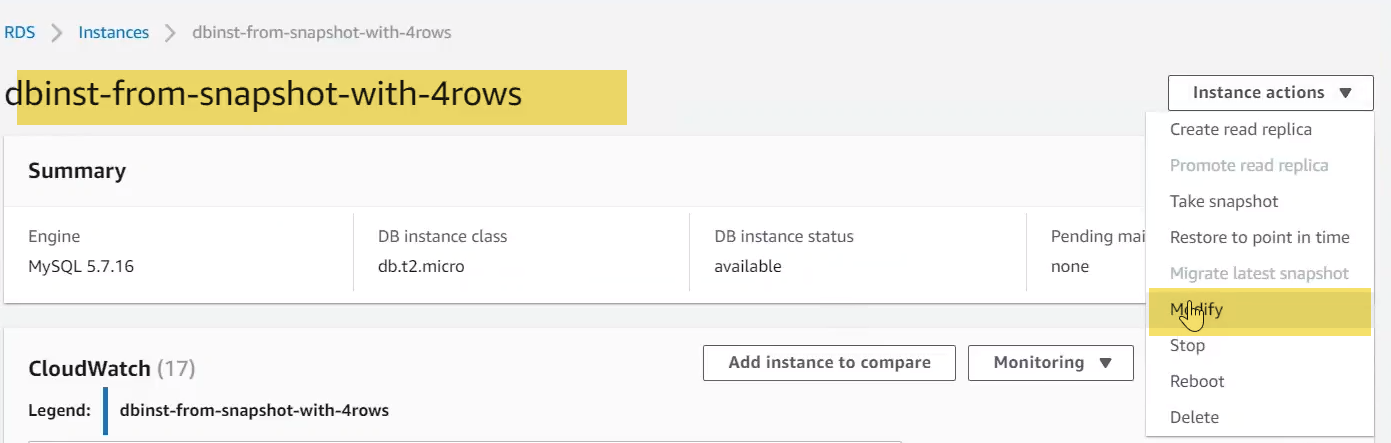 RDS > Instances > dbinst-from-snapshot-with-4rows
dbinst-from-snapshot-with-4rows
Instance actions
Create read replica
Promote read replica
Take snapshot
Restore to point in time
Migrate latest snapshot
Modify
Stop
Reboot
Delete
Summary
Engine
MySQL 5.7.16
DB instance class
db.t2.micro
DB instance status
available
Pending mai
none
CloudWatch (17)
Add instance to compare
Monitoring
Legend: dbinst-from-snapshot-with-4rows